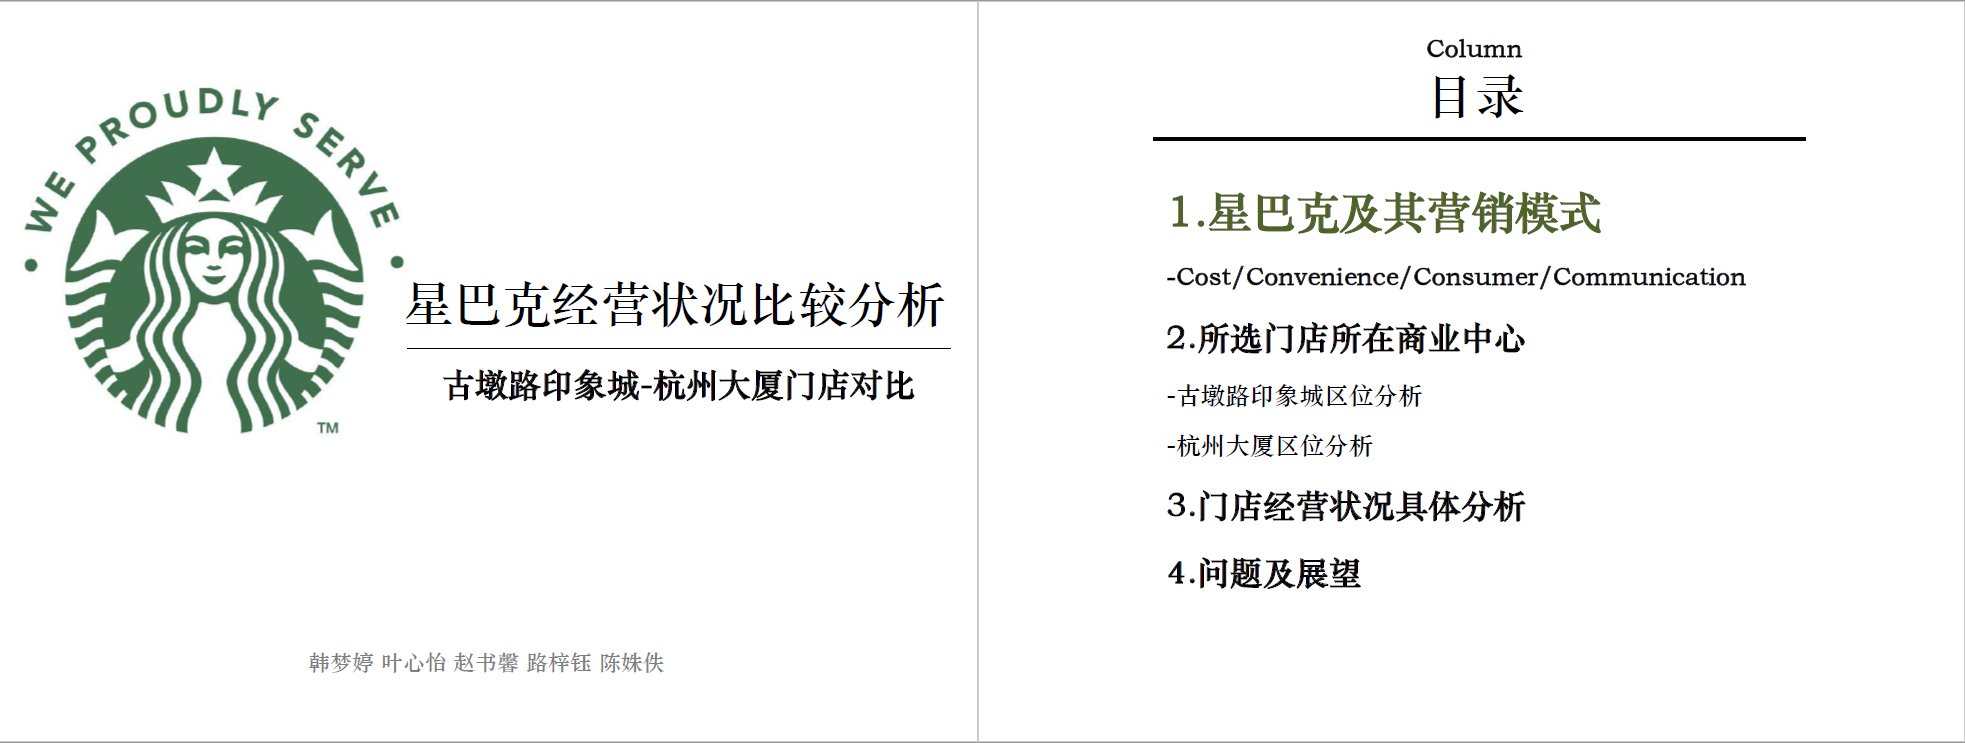 WE PROUDLY SERVE
TM
星巴克经营状况比较分析
古墩路印象城-杭州大厦门店对比
韩梦婷 叶心怡 赵书馨 路梓钰 陈姝佚
Column
目录
1.星巴克及其营销模式
-Cost/Convenience/Consumer/Communication
2.所选门店所在商业中心
-古墩路印象城区位分析
-杭州大厦区位分析
3.门店经营状况具体分析
4.问题及展望